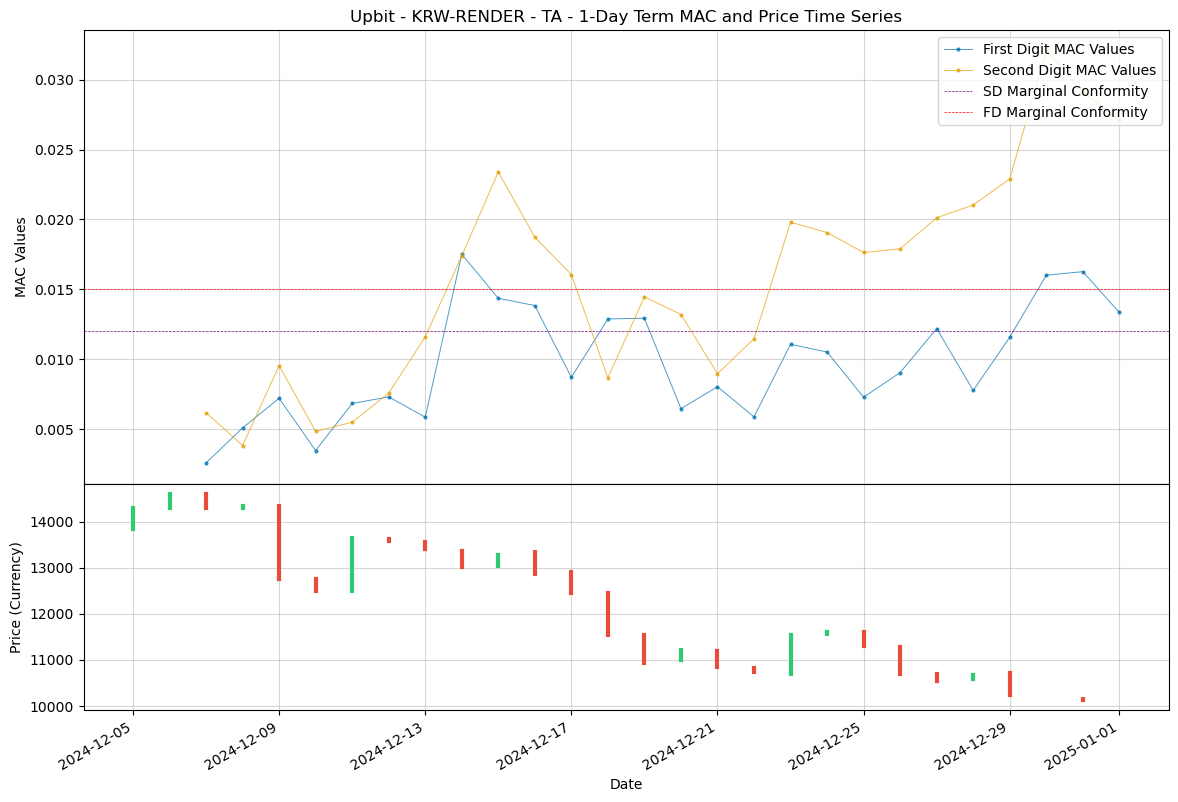 Upbit - KRW-RENDER - TA - 1-Day Term MAC and Price Time Series
First Digit MAC Values
Second Digit MAC Values
SD Marginal Conformity
FD Marginal Conformity
MAC Values
0.030
0.025
0.020
0.015
0.010
0.005
Price (Currency)
14000
13000
12000
11000
10000
2024-12-05
2024-12-09
2024-12-13
2024-12-17
2024-12-21
2024-12-25
2024-12-29
2025-01-01
Date